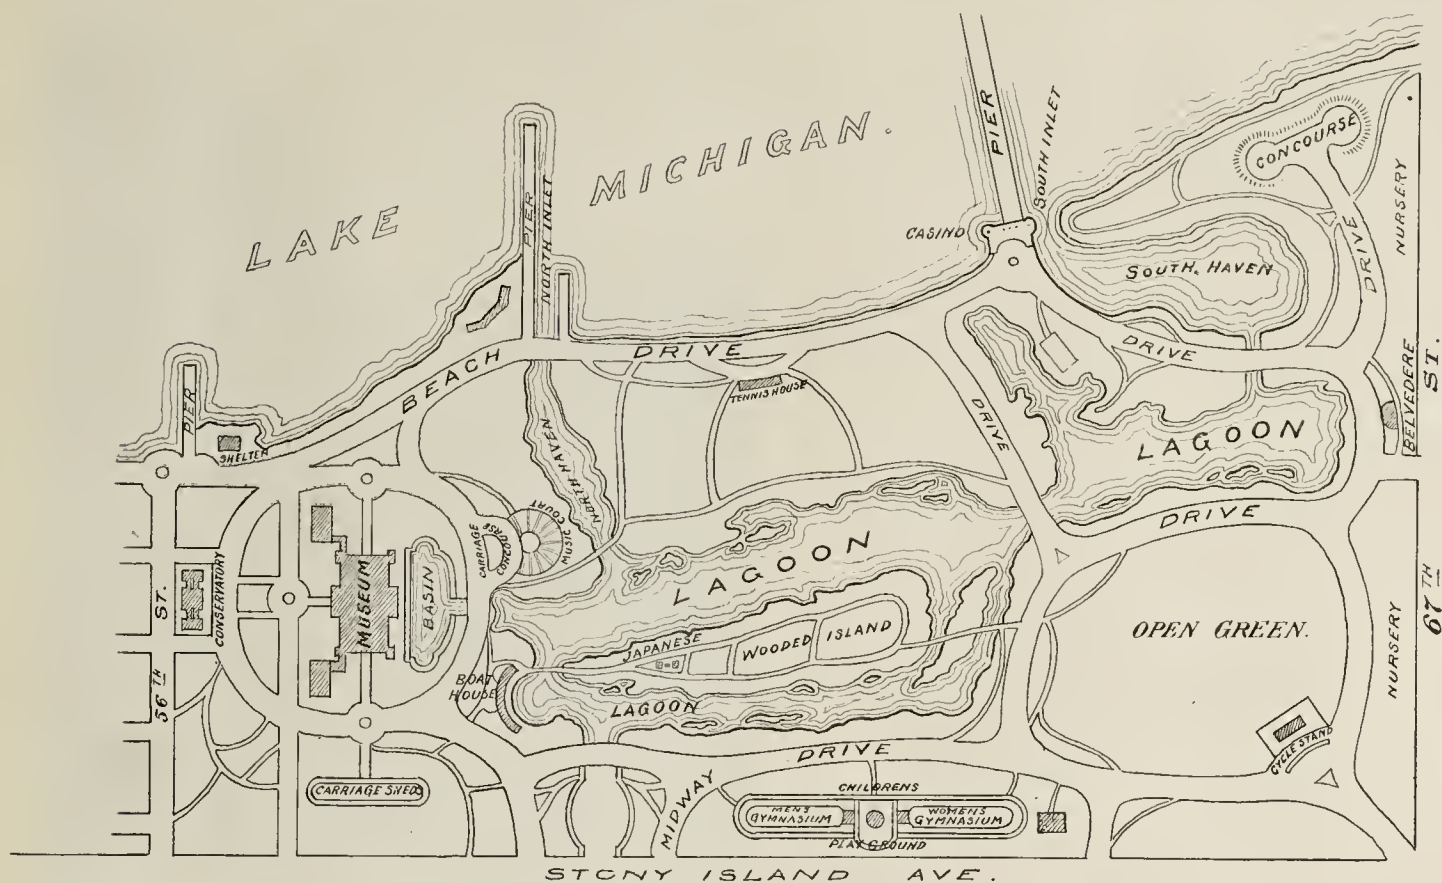 LAKE MICHIGAN.
PIER
SOUTH INLET
CONCOURSE
NURSERY
PIER
NORTH INLET
CASINO
SOUTH HAVEN
DRIVE
BEACH DRIVE
DRIVE
BELVEDERE
67TH ST.
PIER
SHELTER
TENNIS HOUSE
NORTH HAVEN
DRIVE
LAGOON
MUSIC COURT
CARRIAGE
CONCOURSE
DRIVE
LAGOON
56TH ST.
CONSERVATORY
MUSEUM
BASIN
JAPANESE
WOODED ISLAND
OPEN GREEN.
NURSERY
BOAT
HOUSE
LAGOON
DRIVE
CYCLE STAND
CARRIAGE SHEDS
MIDWAY
CHILDRENS
MENS
GYMNASIUM
WOMENS
GYMNASIUM
PLAY GROUND
STONY ISLAND AVE.